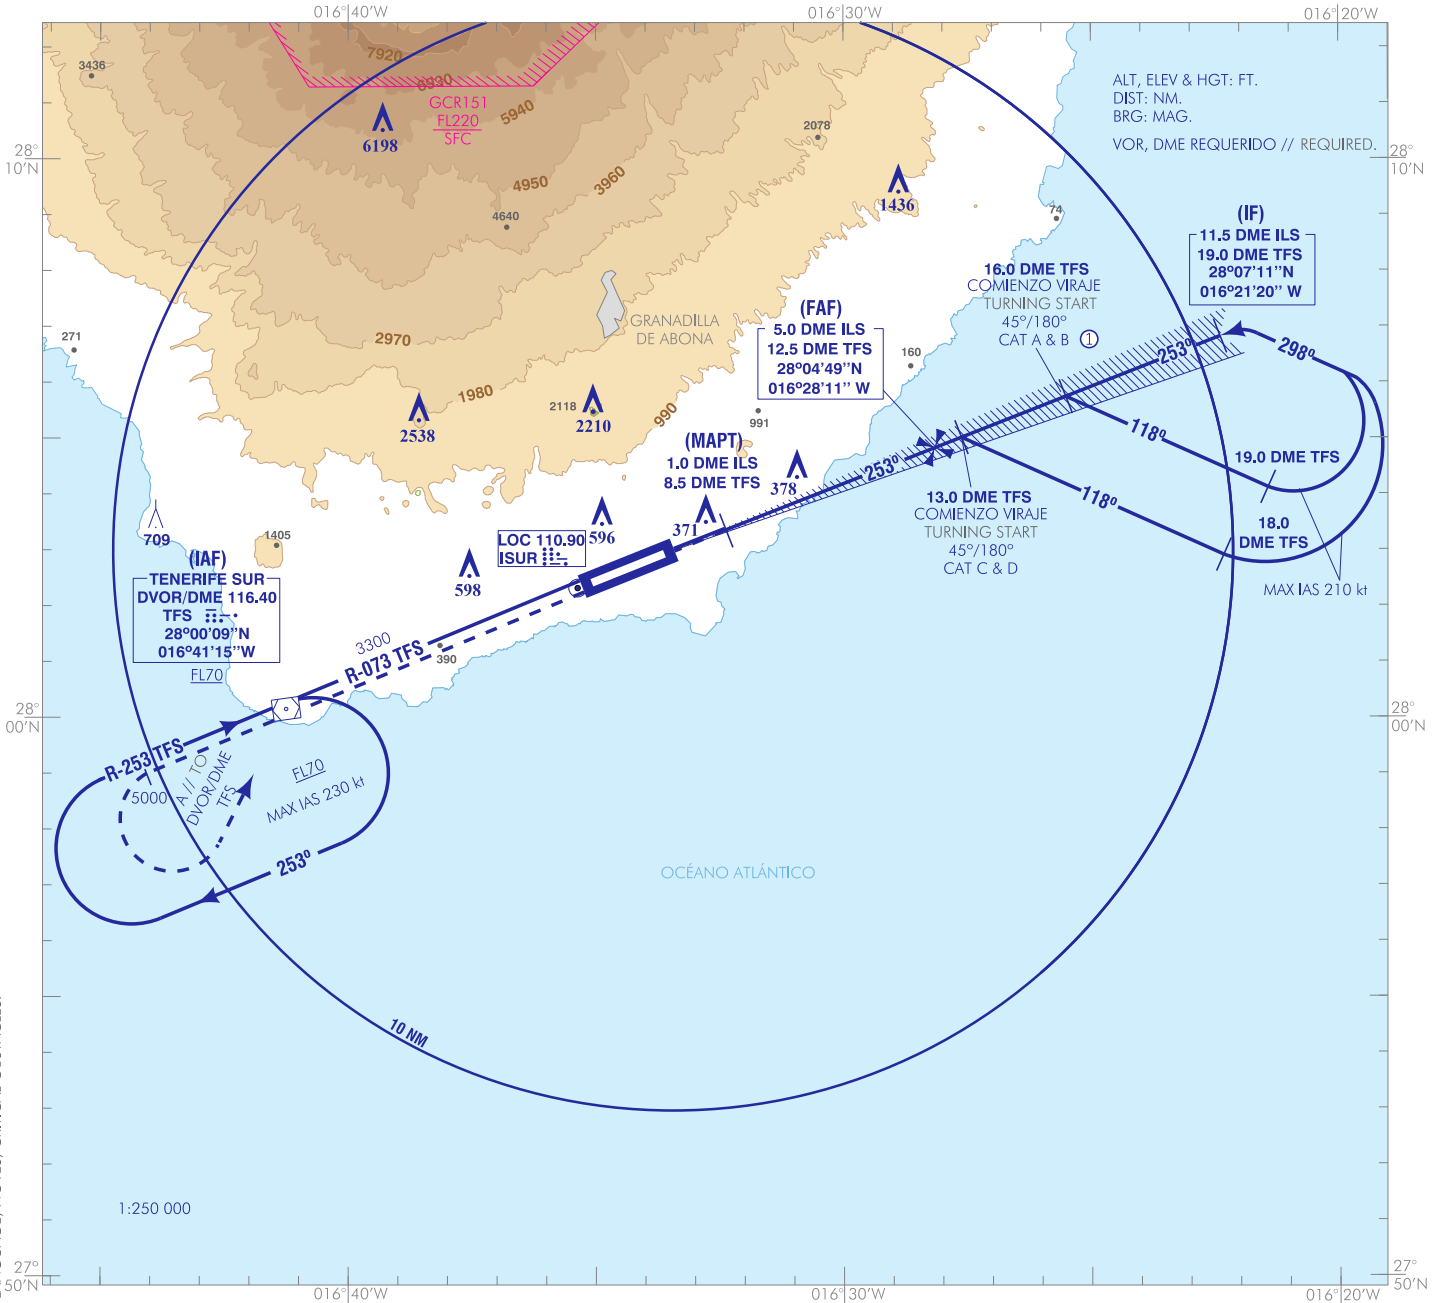 016°40'W
016°30'W
016°20'W
3436
7920
6930
5940
GCR151
FL220
SFC
6198
2078
ALT, ELEV & HGT: FT.
DIST: NM.
BRG: MAG.
VOR, DME REQUERIDO // REQUIRED.
28°
10'N
28°
10'N
4950
3960
4640
1436
74
(IF)
11.5 DME ILS
19.0 DME TFS
28°07'11''N
016°21'20'' W
16.0 DME TFS
COMIENZO VIRAJE
TURNING START
45°/180°
CAT A & B 1
(FAF)
5.0 DME ILS
12.5 DME TFS
28°04'49''N
016°28'11'' W
GRANADILLA
DE ABONA
271
2970
160
253º
298º
1980
2118
2210
990
991
2538
118º
19.0 DME TFS
(MAPT)
1.0 DME ILS
8.5 DME TFS
378
253º
118º
13.0 DME TFS
COMIENZO VIRAJE
TURNING START
45°/180°
CAT C & D
18.0
DME TFS
MAX IAS 210 kt
709
1405
LOC 110.90
ISUR
596
371
598
(IAF)
TENERIFE SUR
DVOR/DME 116.40
TFS
28°00'09''N
016°41'15''W
FL70
3300
R-073 TFS
390
28°
00'N
28°
00'N
R-253 TFS
5000
A // TO
DVOR/DME
TFS
FL70
MAX IAS 230 kt
253º
OCÉANO ATLÁNTICO
10 NM
1:250 000
27°
50'N
27°
50'N
016°40'W
016°30'W
016°20'W